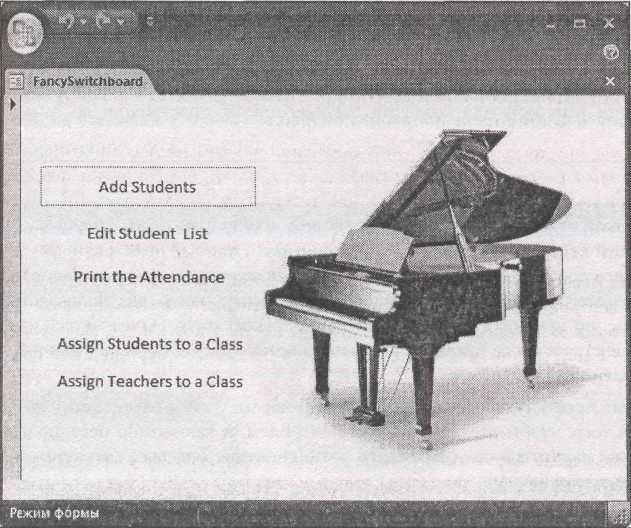 FancySwitchboard
Add Students
Edit Student List
Print the Attendance
Assign Students to a Class
Assign Teachers to a Class
Режим формы